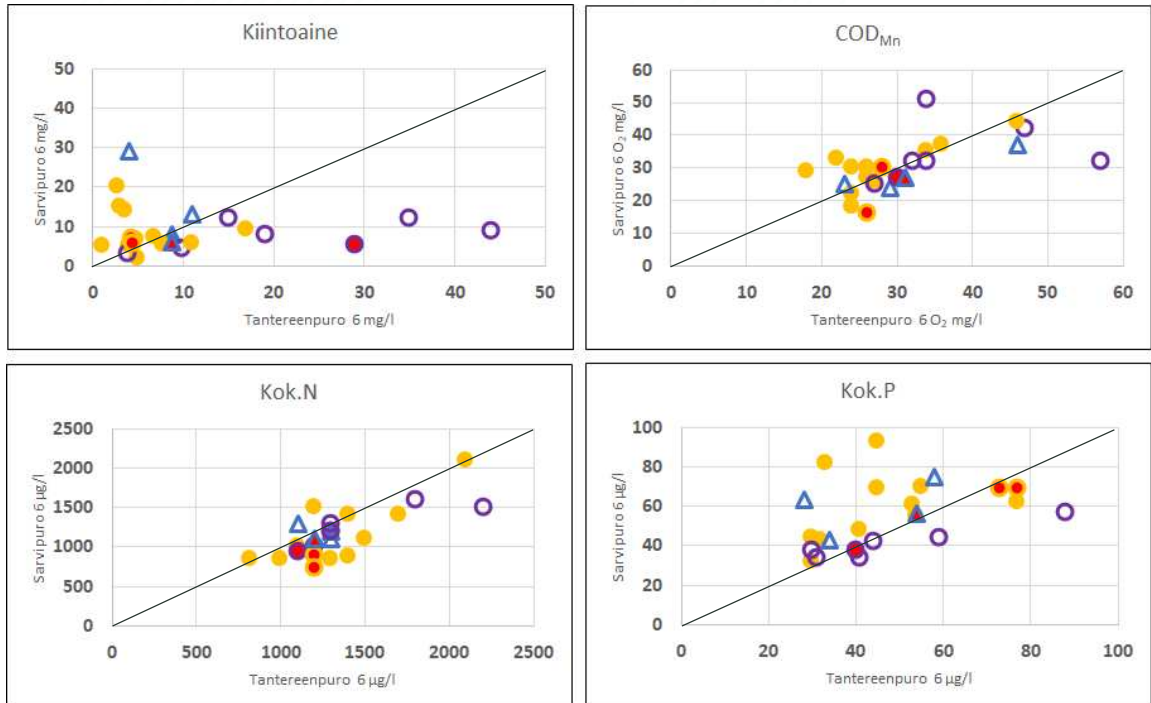 Kiintoaine
50
40
30
20
10
0
Sarvipuro 6 mg/l
0 10 20 30 40 50
Tantereenpuro 6 mg/l
COD Mn
60
50
40
30
20
10
0
Sarvipuro 6 O2 mg/l
0 10 20 30 40 50 60
Tantereenpuro 6 O2 mg/l
Kok.N
2500
2000
1500
1000
500
0
Sarvipuro 6 µg/l
0 500 1000 1500 2000 2500
Tantereenpuro 6 µg/l
Kok.P
100
80
60
40
20
0
Sarvipuro 6 µg/l
0 20 40 60 80 100
Tantereenpuro 6 µg/l